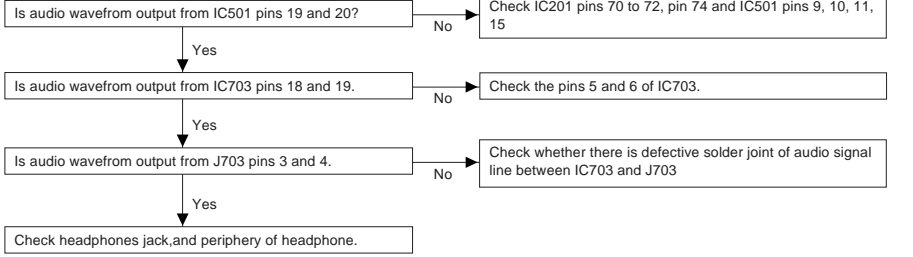 Is audio wavefrom output from IC501 pins 19 and 20?
No
Check IC201 pins 70 to 72, pin 74 and IC501 pins 9, 10, 11,
15
Yes
Is audio wavefrom output from IC703 pins 18 and 19.
No
Check the pins 5 and 6 of IC703.
Yes
Is audio wavefrom output from J703 pins 3 and 4.
No
Check whether there is defective solder joint of audio signal
line between IC703 and J703
Yes
Check headphones jack,and periphery of headphone.